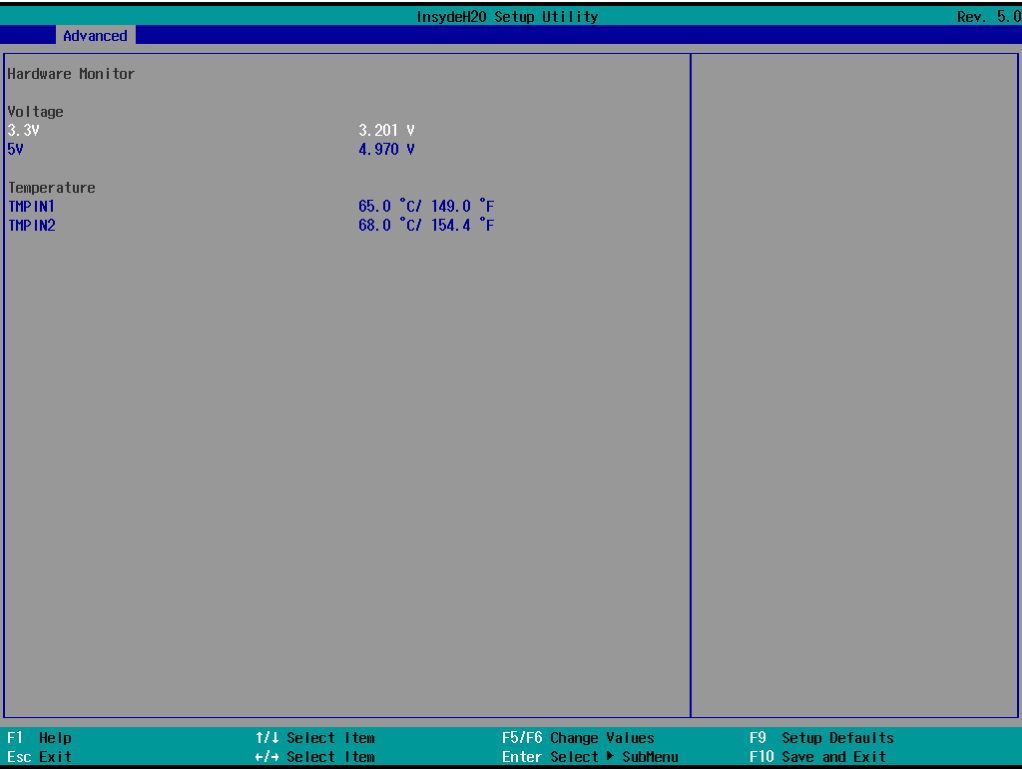 InsydeH20 Setup Utility Rev. 5.0
Advanced
Hardware Monitor
Voltage
3.3V 3.201 V
5V 4.970 V
Temperature
TMPIN1 65.0 °C/ 149.0 °F
TMPIN2 68.0 °C/ 154.4 °F
F1 Help ↑/↓ Select Item F5/F6 Change Values F9 Setup Defaults
Esc Exit ←/→ Select Item Enter Select ▶ SubMenu F10 Save and Exit